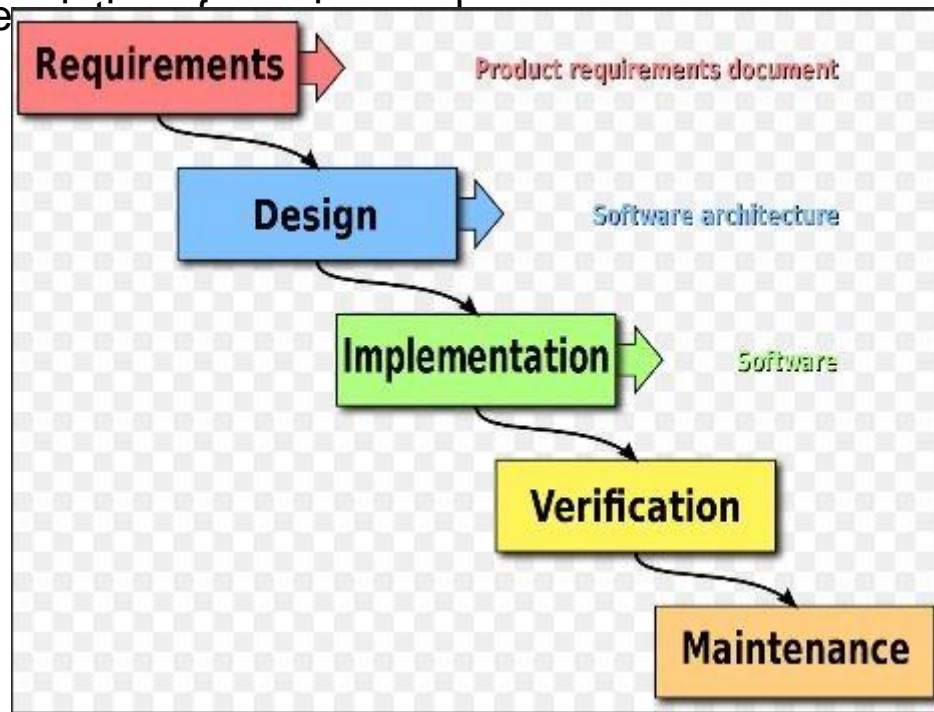 Requirements
Product requirements document
Design
Software architecture
Implementation
Software
Verification
Maintenance